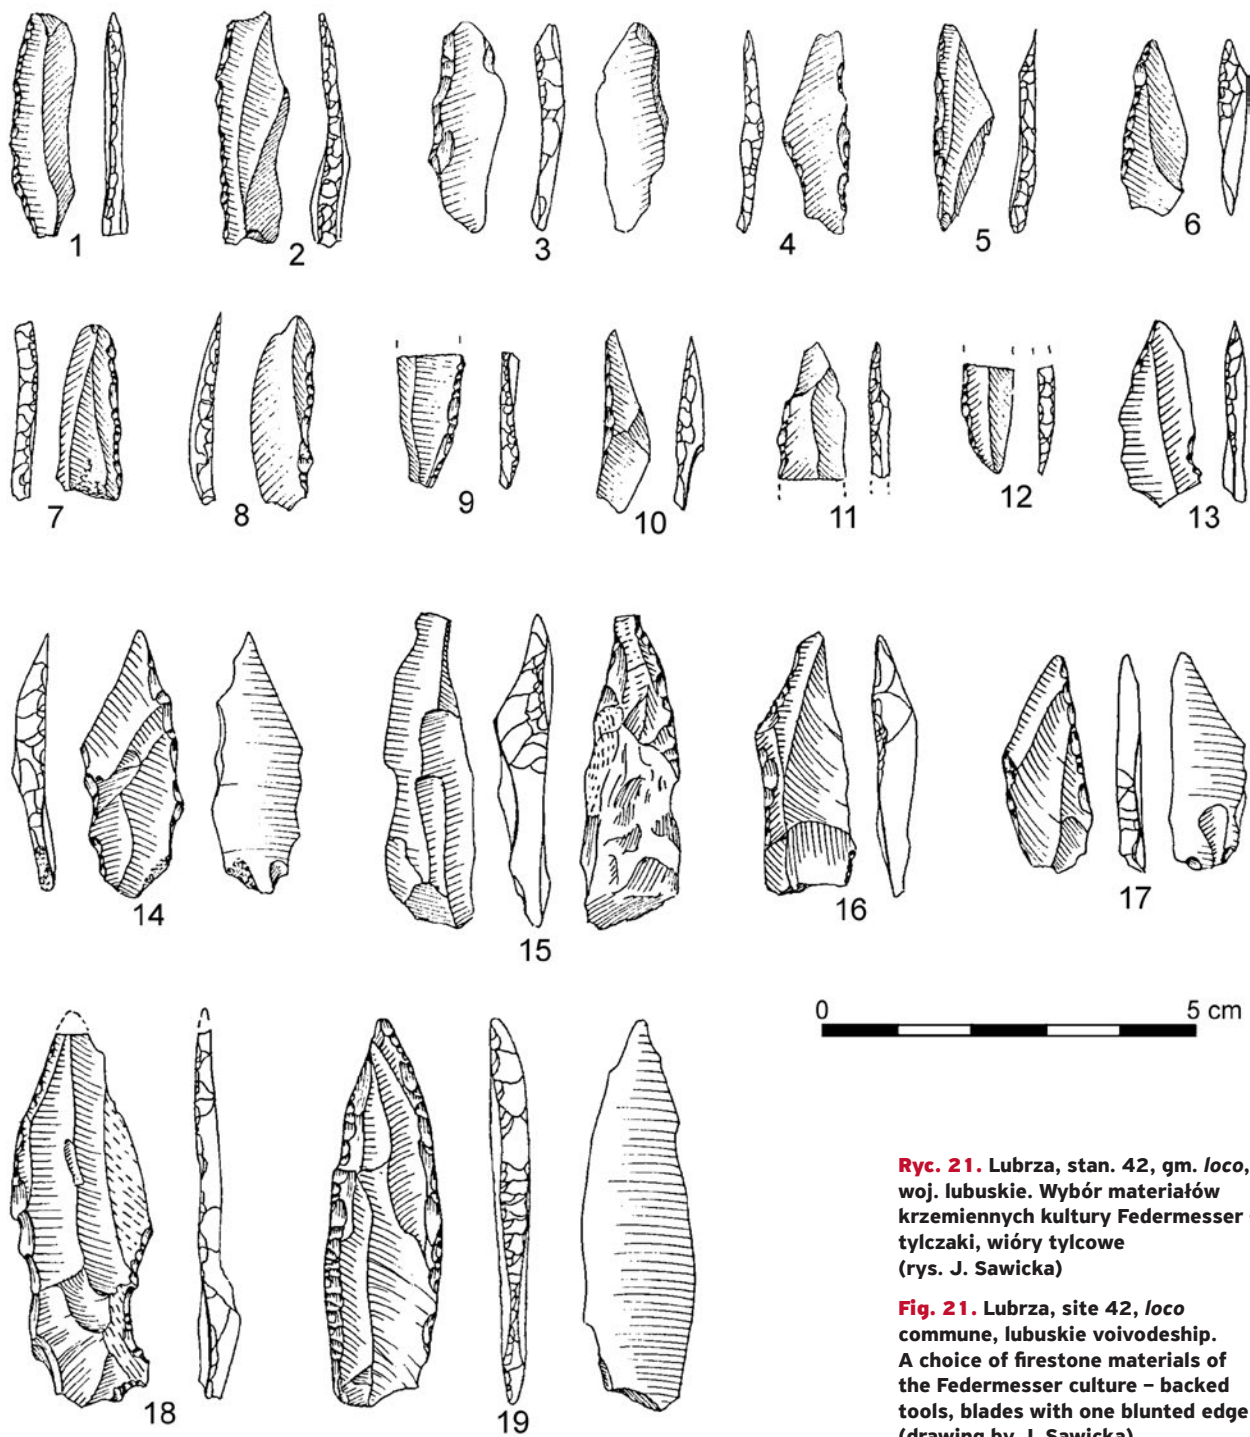 1 2 3 4 5 6
7 8 9 10 11 12 13
14 15 16 17
0 5 cm
18 19
Ryc. 21. Lubrza, stan. 42, gm. loco,
woj. lubuskie. Wybór materiałów
krzemiennych kultury Federmesser -
tylczaki, wióry tylcowe
(rys. J. Sawicka)
Fig. 21. Lubrza, site 42, loco
commune, lubuskie voivodeship.
A choice of firestone materials of
the Federmesser culture – backed
tools, blades with one blunted edge
(drawing by J. Sawicka)